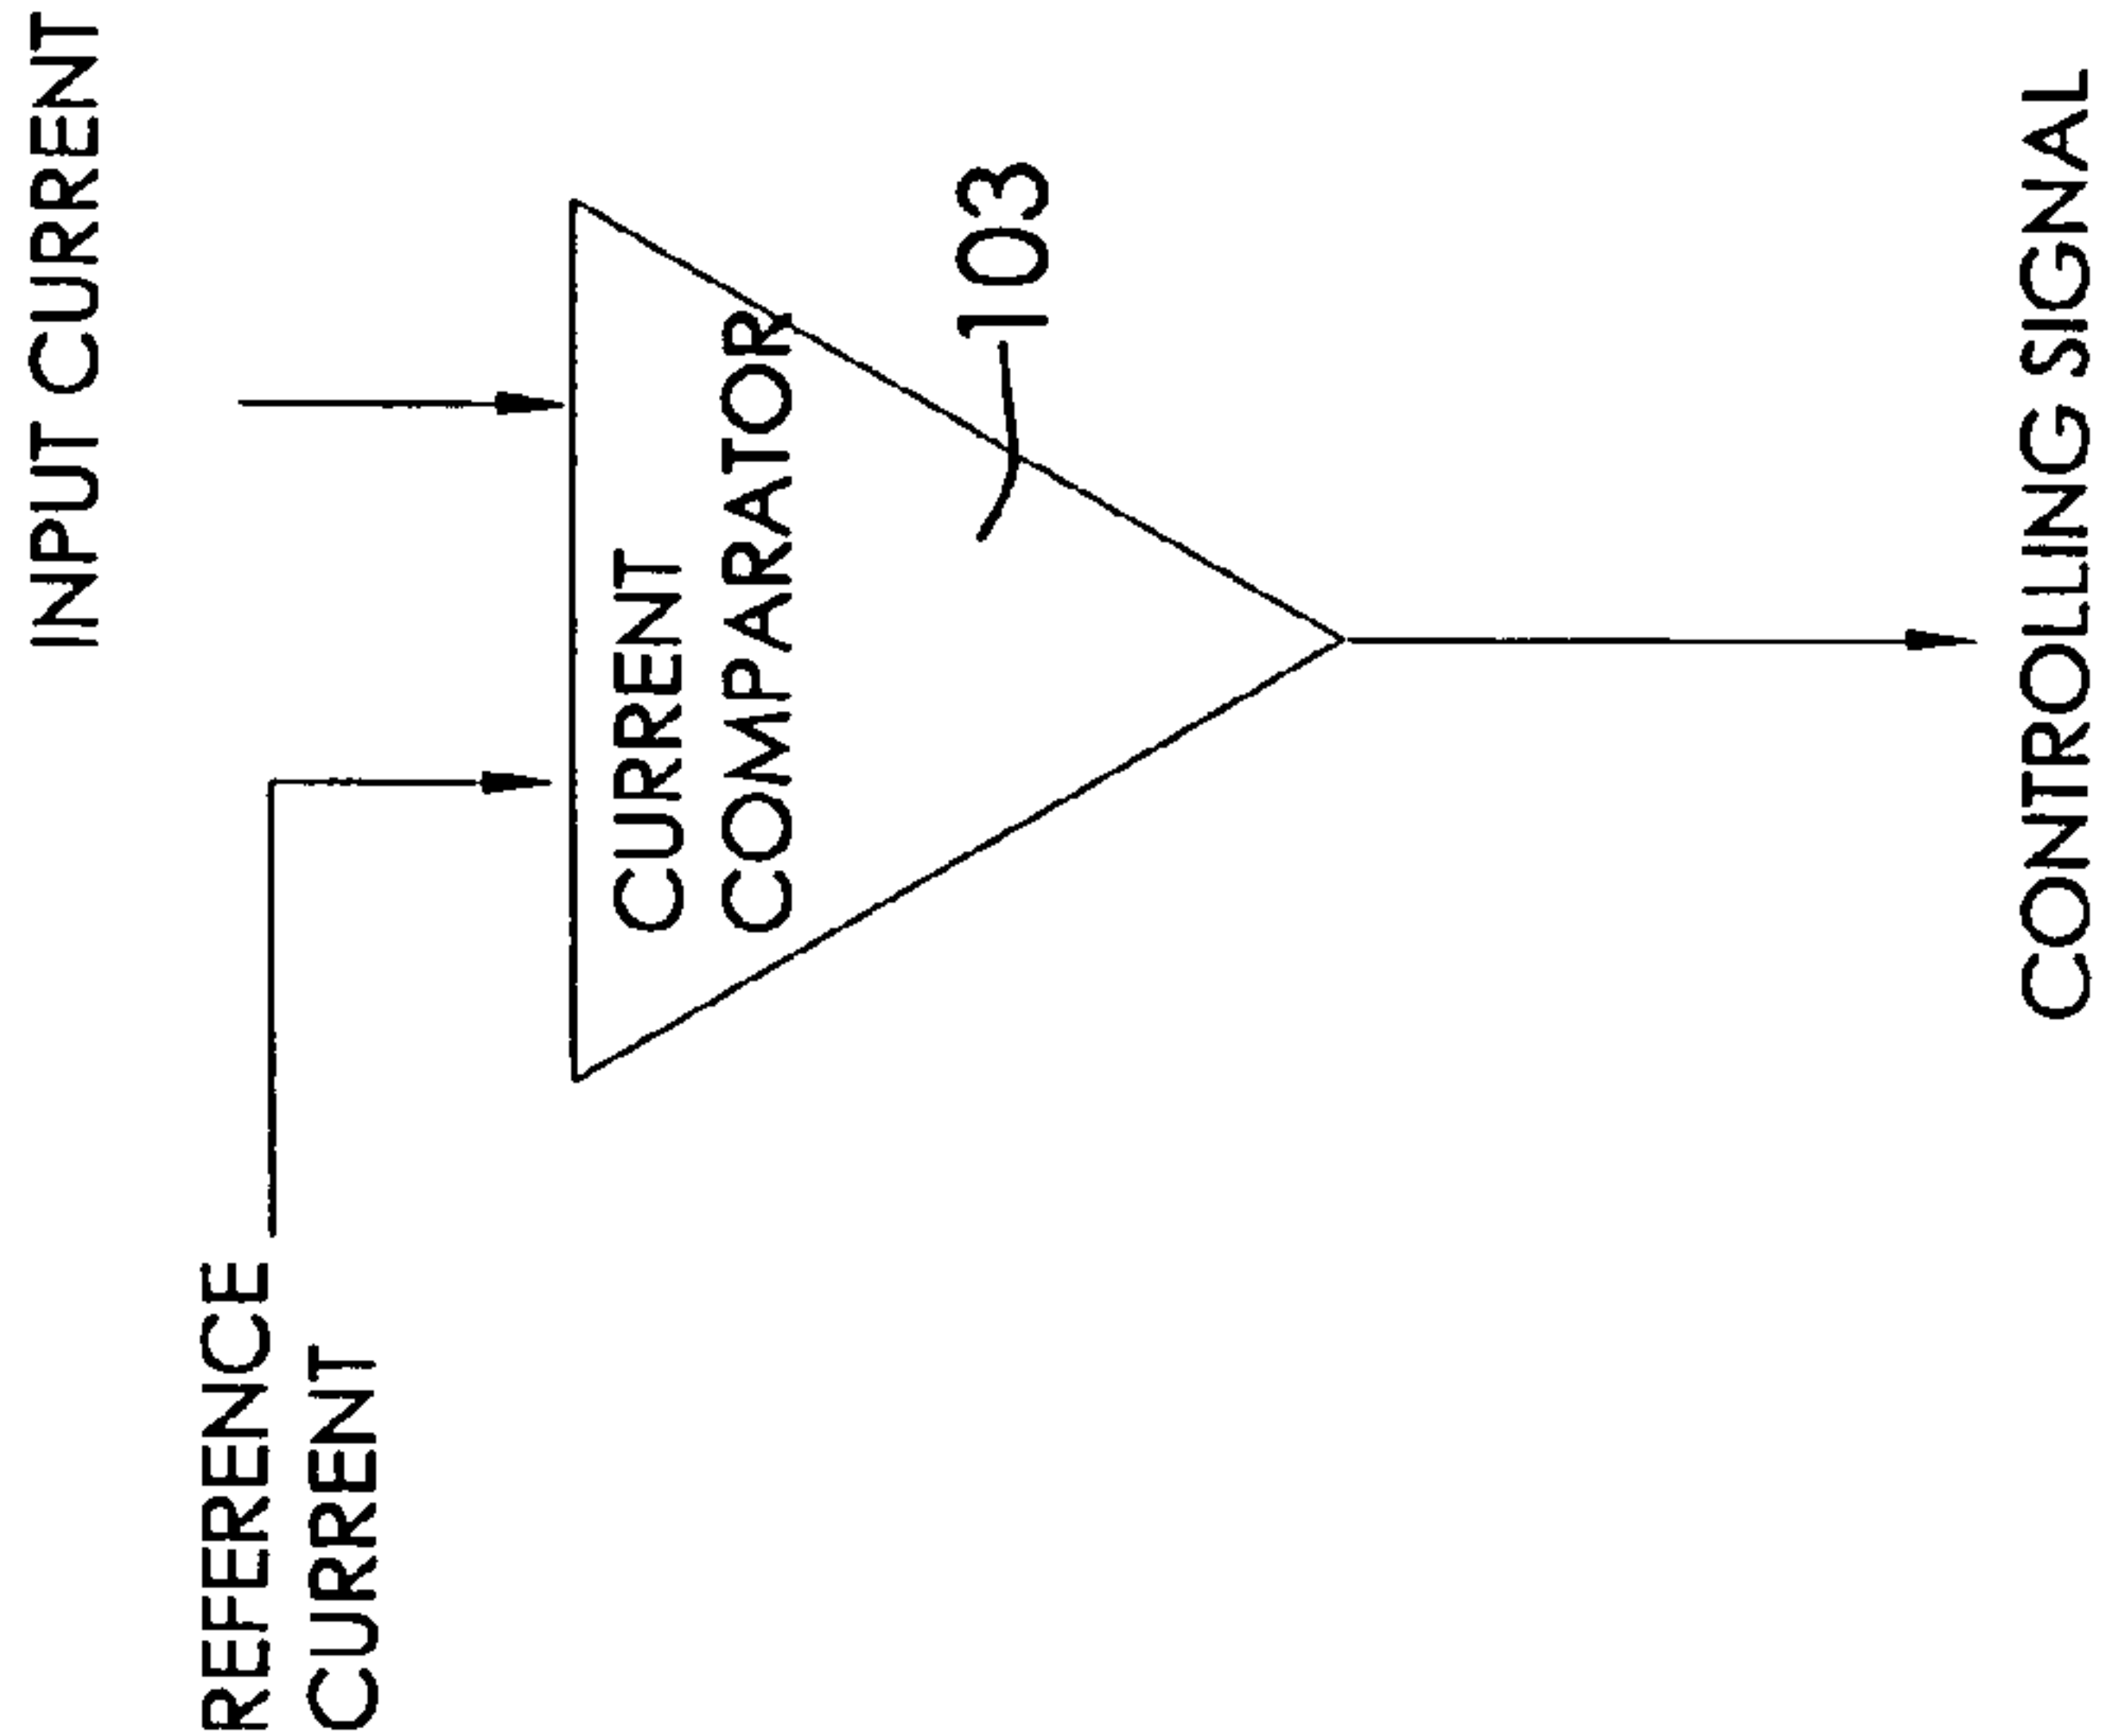 INPUT CURRENT
REFERENCE
CURRENT
CURRENT
COMPARATOR
103
CONTROLLING SIGNAL